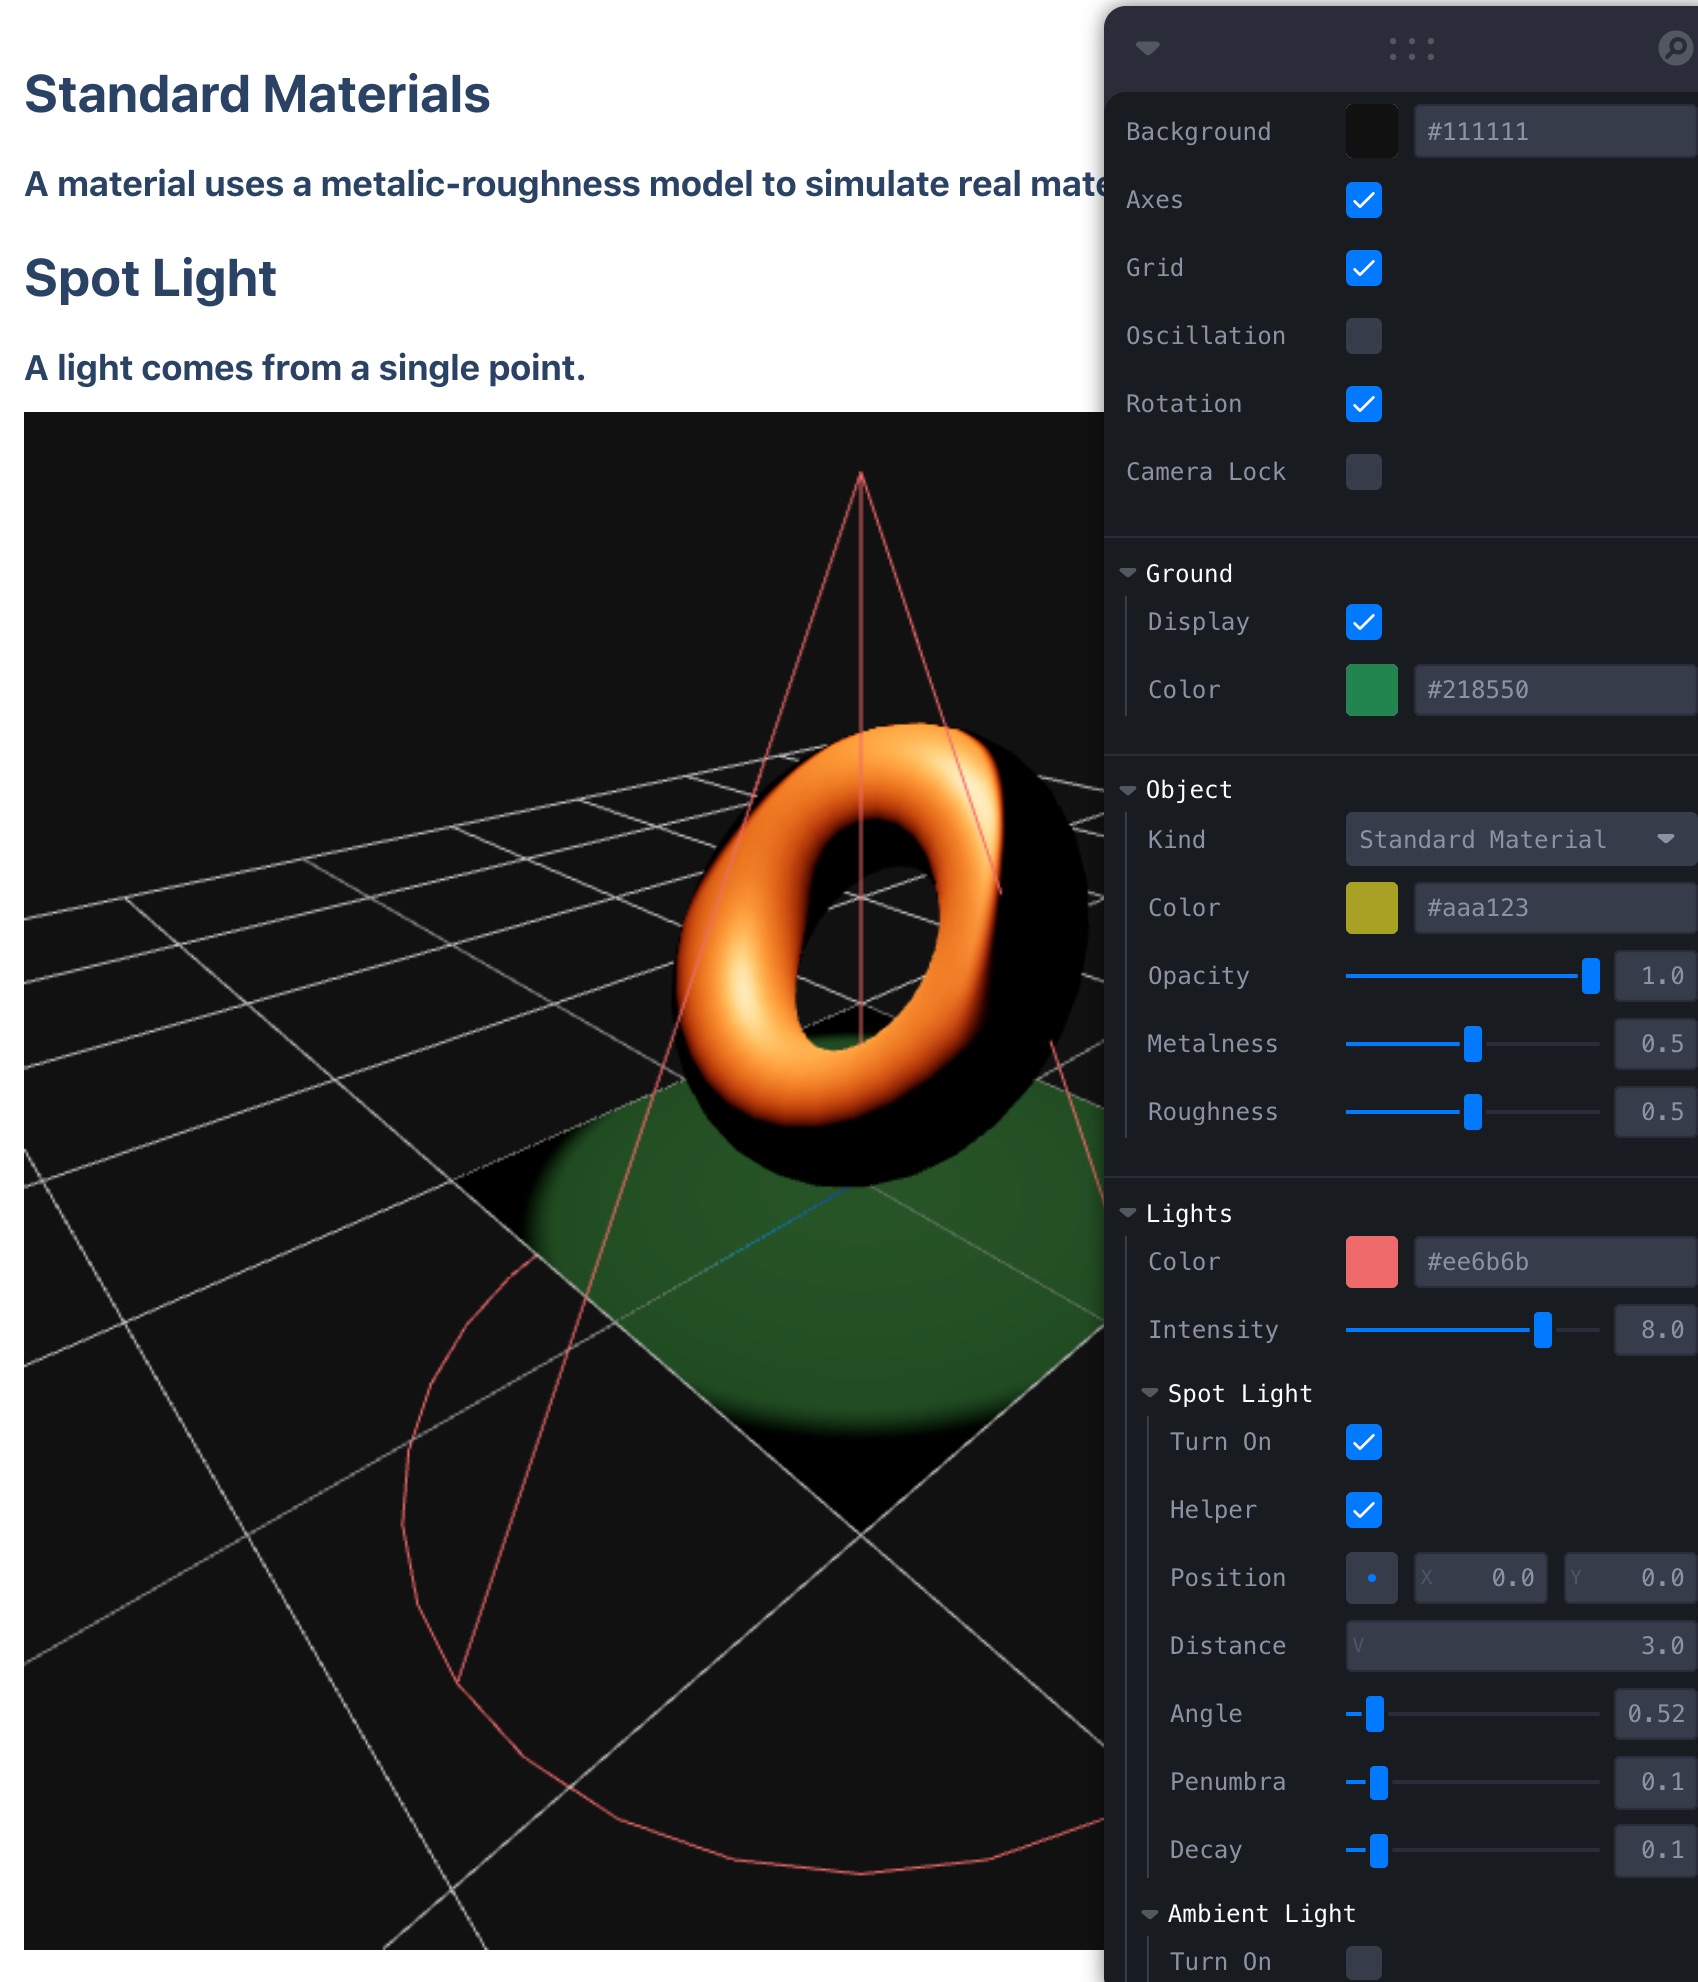 Standard Materials
A material uses a metalic-roughness model to simulate real mate
Spot Light
A light comes from a single point.
Background #111111
Axes
Grid
Oscillation
Rotation
Camera Lock
Ground
Display
Color #218550
Object
Kind Standard Material
Color #aaa123
Opacity 1.0
Metalness 0.5
Roughness 0.5
Lights
Color #ee6b6b
Intensity 8.0
Spot Light
Turn On
Helper
Position X 0.0 Y 0.0
Distance V 3.0
Angle 0.52
Penumbra 0.1
Decay 0.1
Ambient Light
Turn On